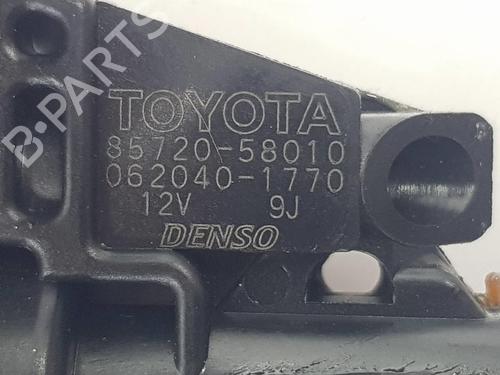 B·PARTS
TOYOTA
85720-58010
062040-1770
12V 9J
DENSO